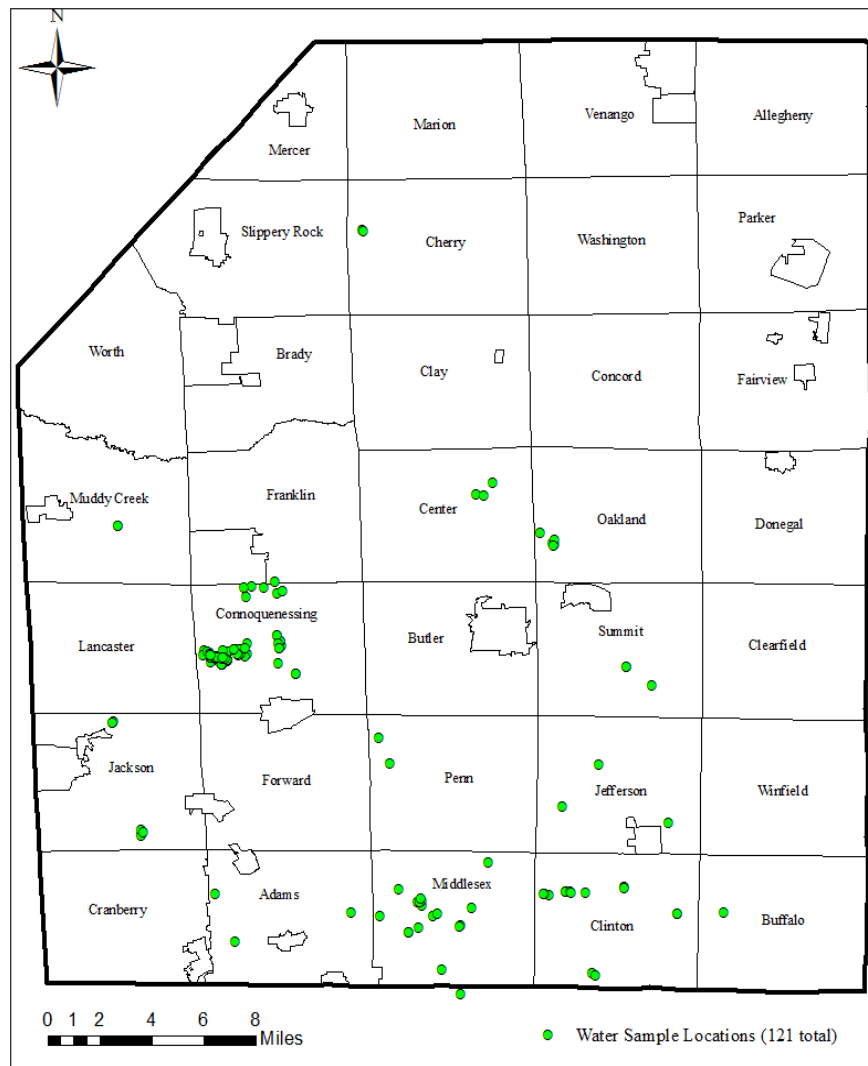 N
Marion
Venango
Allegheny
Mercer
Slippery Rock
Cherry
Washington
Parker
Worth
Brady
Clay
Concord
Fairview
Muddy Creek
Franklin
Center
Oakland
Donegal
Lancaster
Connoquenessing
Butler
Summit
Clearfield
Jackson
Forward
Penn
Jefferson
Winfield
Cranberry
Adams
Middlesex
Clinton
Buffalo
0 1 2 4 6 8
Miles
Water Sample Locations (121 total)